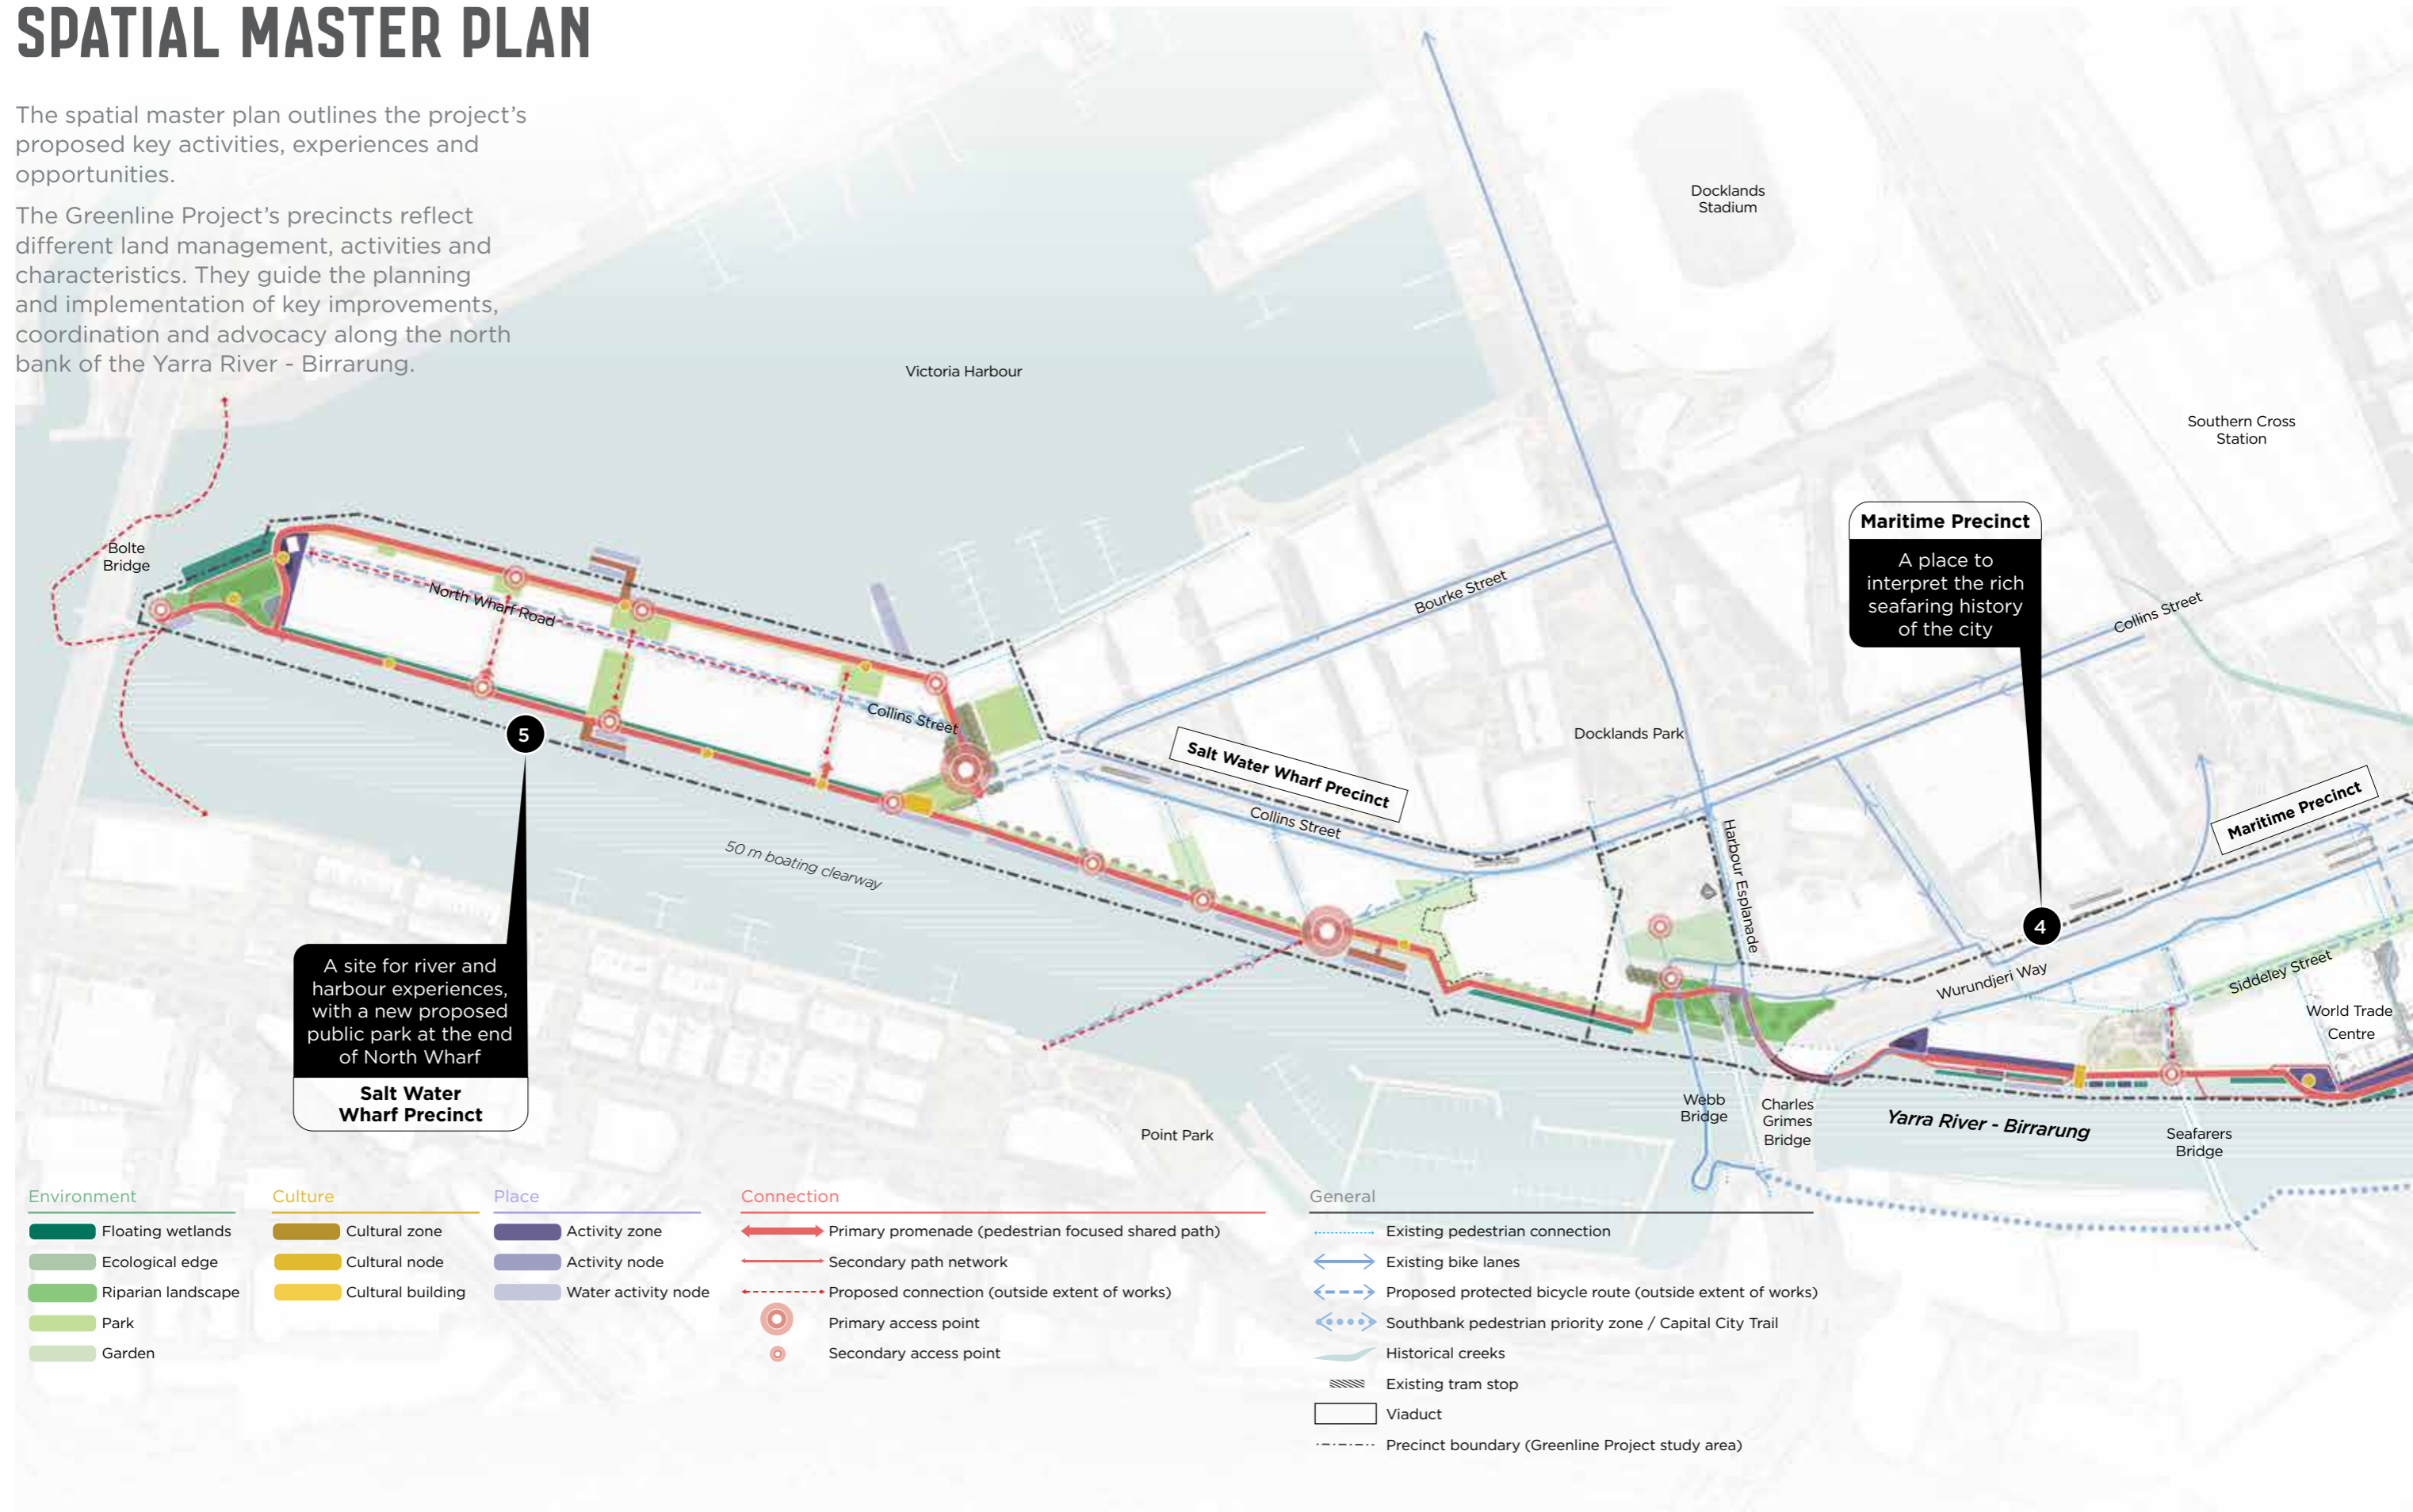 SPATIAL MASTER PLAN
The spatial master plan outlines the project's
proposed key activities, experiences and
opportunities.
The Greenline Project's precincts reflect
different land management, activities and
characteristics. They guide the planning
and implementation of key improvements,
coordination and advocacy along the north
bank of the Yarra River - Birrarung.
Docklands
Stadium
Victoria Harbour
Southern Cross
Station
Bolte
Bridge
North Wharf Road
Bourke Street
Maritime Precinct
A place to
interpret the rich
seafaring history
of the city
Collins Street
Collins Street
Docklands Park
5
Salt Water Wharf Precinct
Collins Street
Maritime Precinct
Harbour Esplanade
50 m boating clearway
4
A site for river and
harbour experiences,
with a new proposed
public park at the end
of North Wharf
Salt Water
Wharf Precinct
Wurundjeri Way
Siddeley Street
World Trade
Centre
Webb
Bridge
Charles
Grimes
Bridge
Yarra River - Birrarung
Seafarers
Bridge
Point Park
Environment
Floating wetlands
Ecological edge
Riparian landscape
Park
Garden
Culture
Cultural zone
Cultural node
Cultural building
Place
Activity zone
Activity node
Water activity node
Connection
Primary promenade (pedestrian focused shared path)
Secondary path network
Proposed connection (outside extent of works)
Primary access point
Secondary access point
General
Existing pedestrian connection
Existing bike lanes
Proposed protected bicycle route (outside extent of works)
Southbank pedestrian priority zone / Capital City Trail
Historical creeks
Existing tram stop
Viaduct
Precinct boundary (Greenline Project study area)